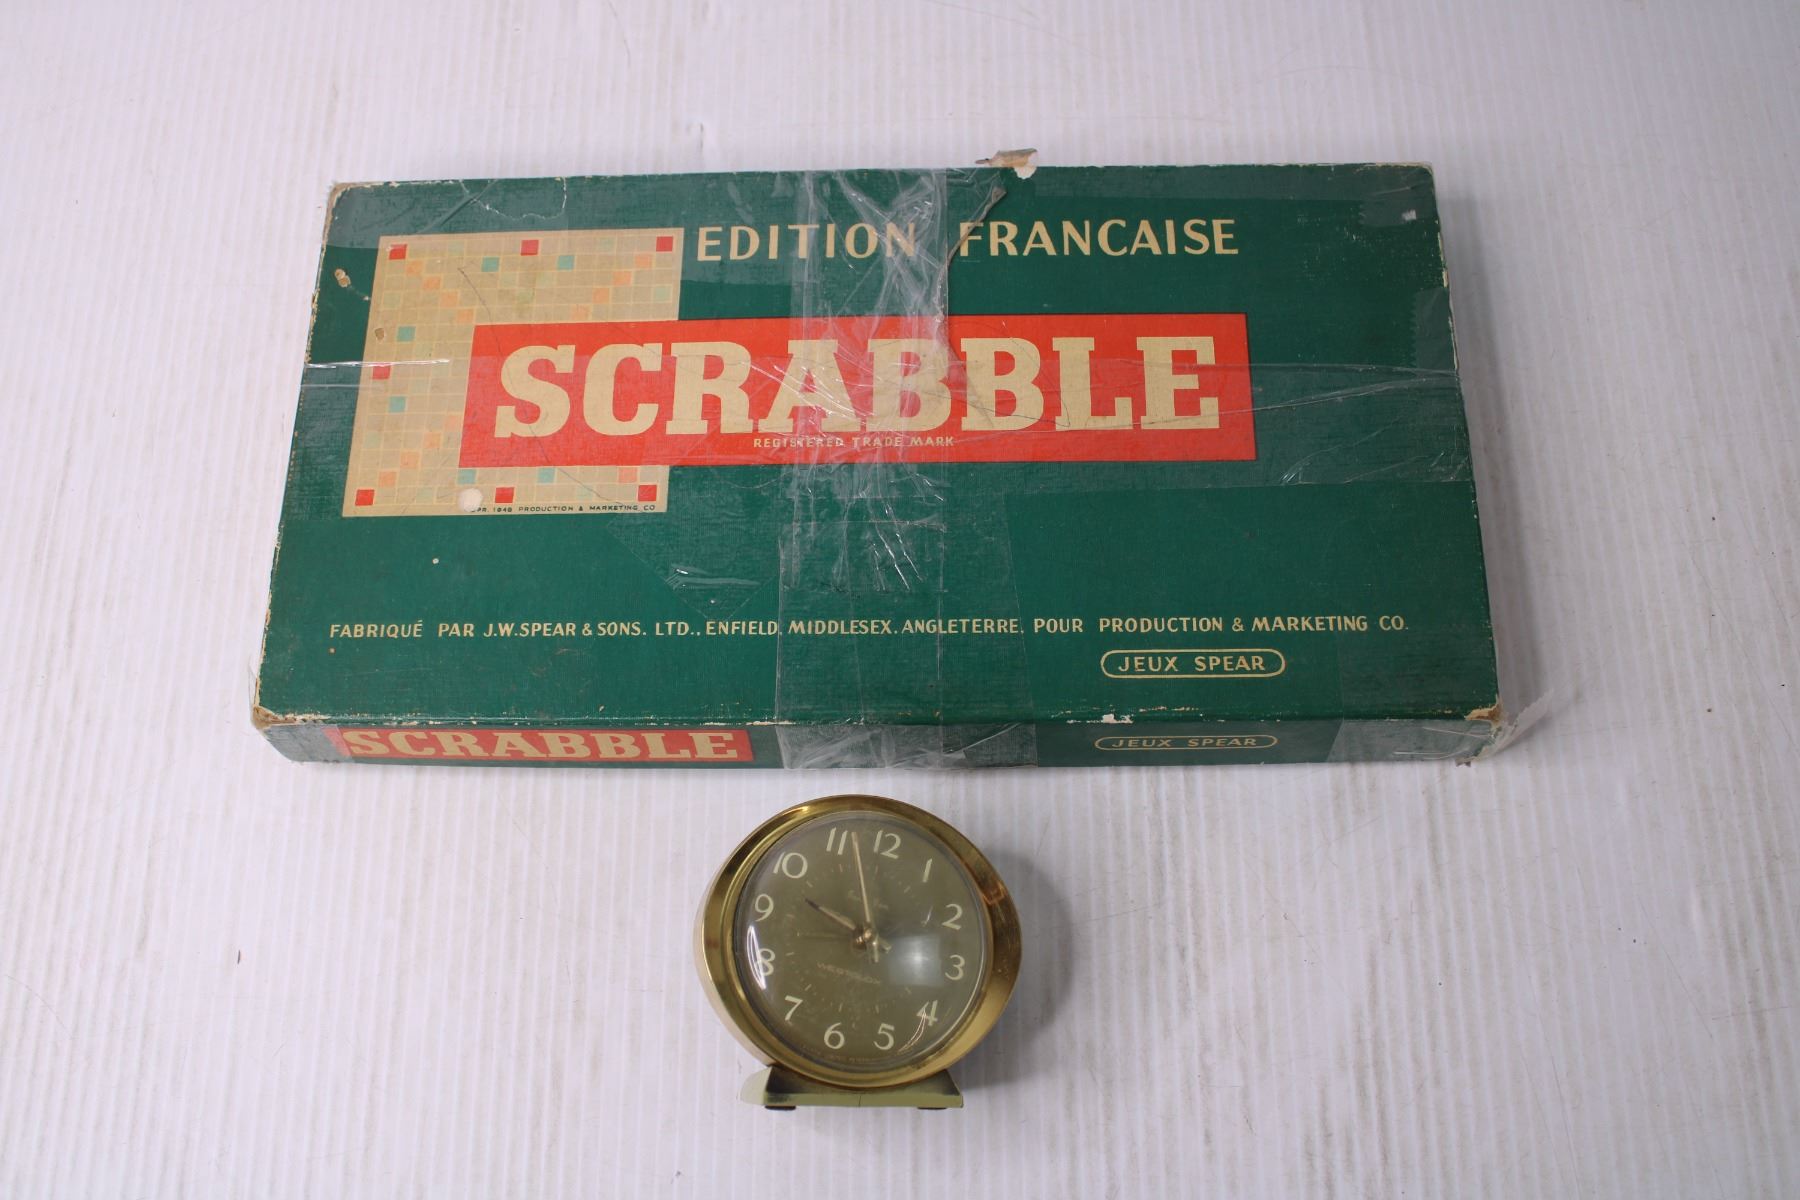 EDITION FRANCAISE
SCRABBLE
REGISTERED TRADE MARK
1948 PRODUCTION & MARKETING CO
FABRIQUÉ PAR J.W.SPEAR & SONS. LTD., ENFIELD, MIDDLESEX. ANGLETERRE. POUR PRODUCTION & MARKETING CO.
JEUX SPEAR
SCRABBLE
JEUX SPEAR
11 12
10 1
9 2
8 3
WESTCLOX
7 4
6 5